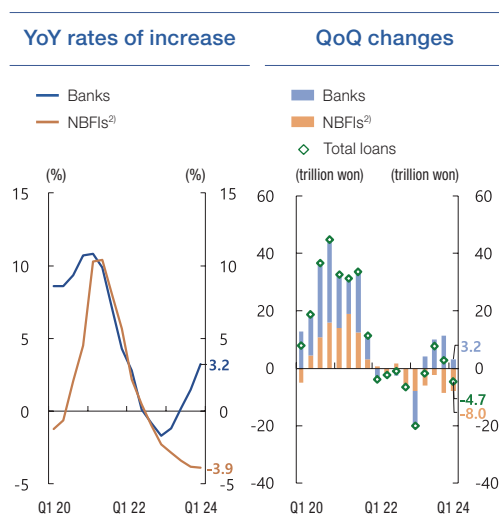 YoY rates of increase
Banks
NBFIs2)
(%)
(%)
15
10
5
0
-5
15
10
5
0
-5
3.2
-3.9
Q1 20
Q1 22
Q1 24
QoQ changes
Banks
NBFIs2)
Total loans
(trillion won)
(trillion won)
60
40
20
0
-20
-40
60
40
20
0
-20
-40
3.2
-4.7
-8.0
Q1 20
Q1 22
Q1 24